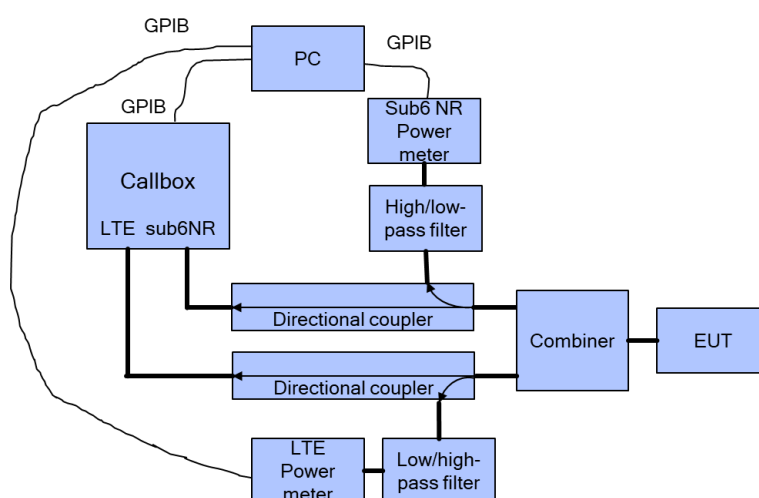 GPIB
PC
GPIB
GPIB
Sub6 NR
Power
meter
Callbox
LTE sub6NR
High/low-
pass filter
Directional coupler
Combiner
EUT
Directional coupler
LTE
Power
meter
Low/high-
pass filter